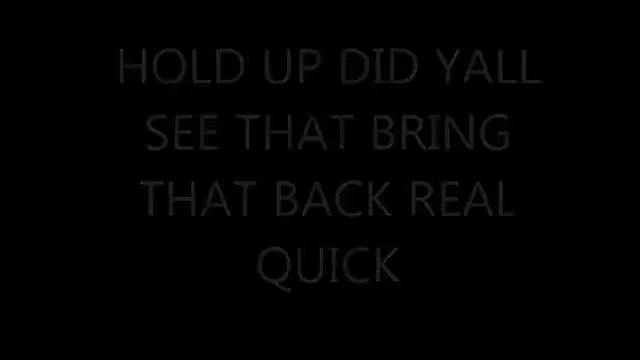 HOLD UP DID YALL
SEE THAT BRING
THAT BACK REAL
QUICK